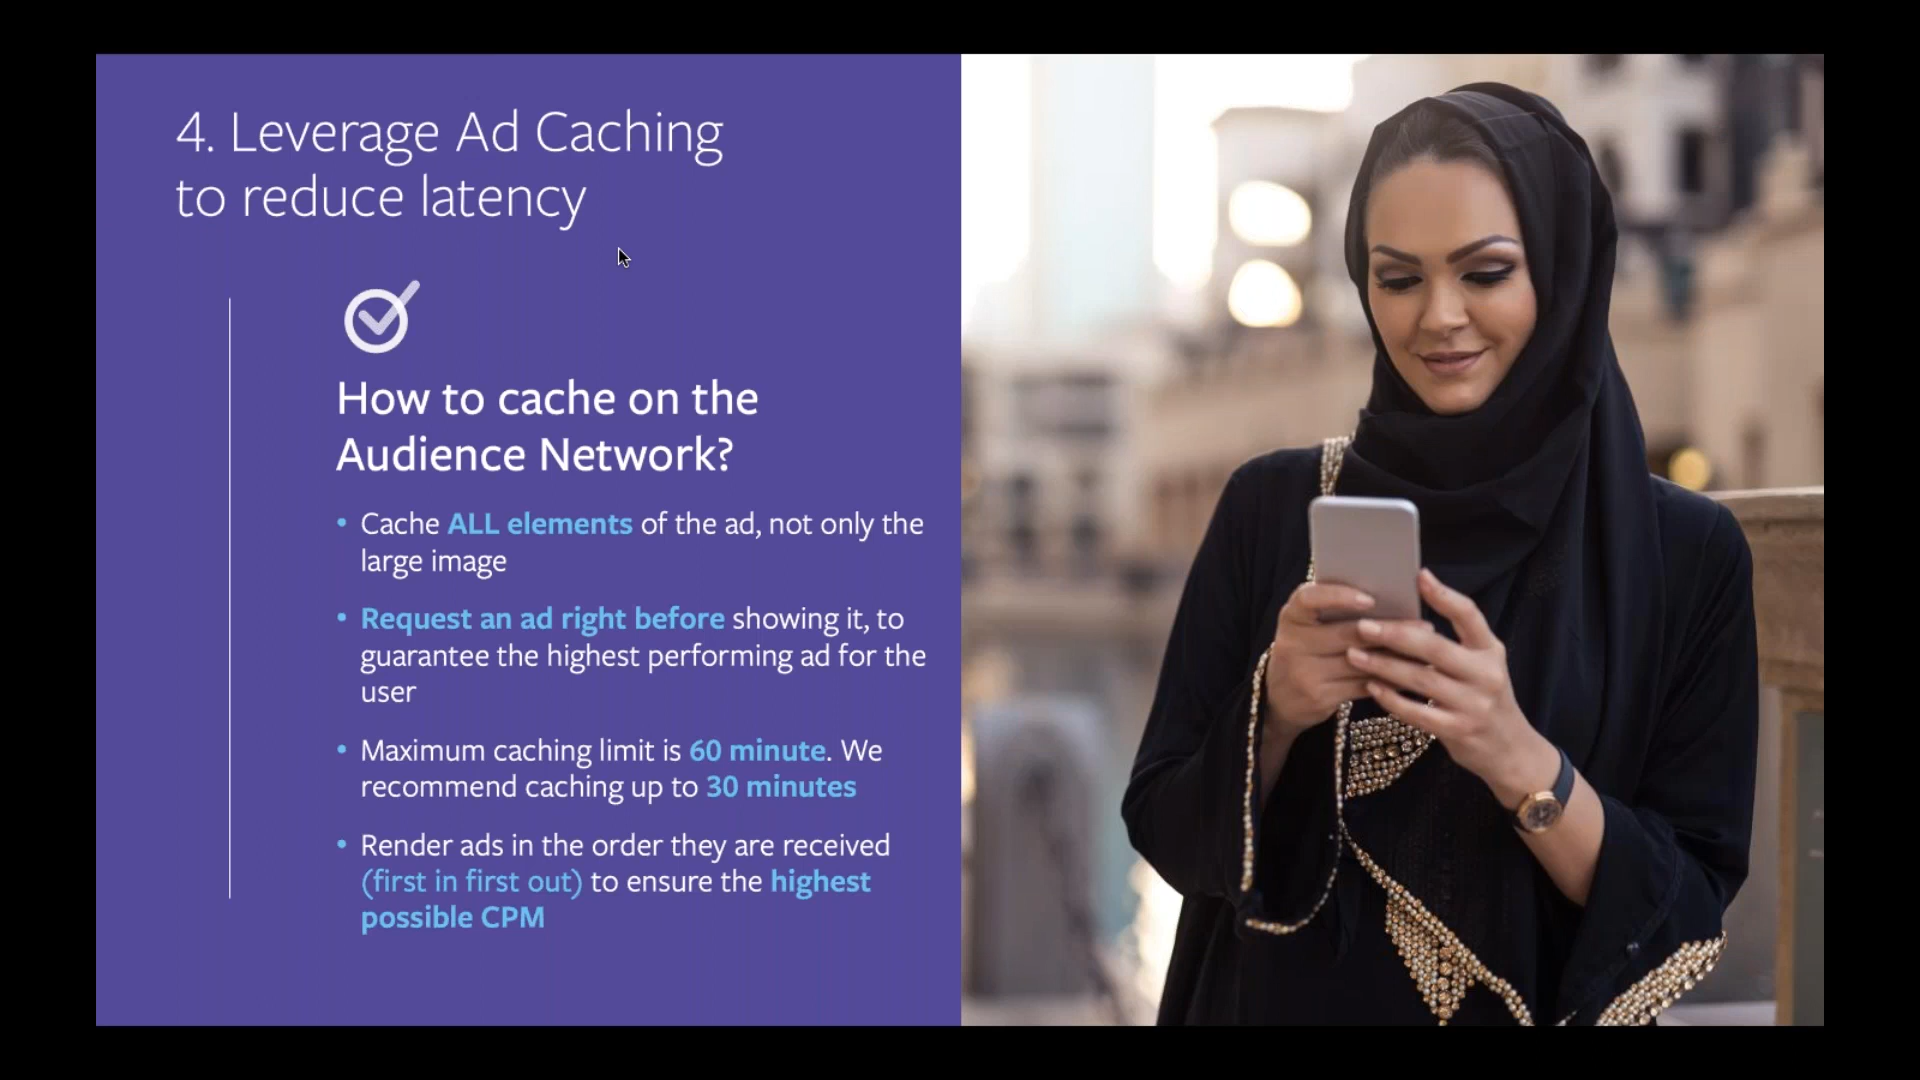 4. Leverage Ad Caching
to reduce latency
How to cache on the
Audience Network?
• Cache ALL elements of the ad, not only the
large image
• Request an ad right before showing it, to
guarantee the highest performing ad for the
user
• Maximum caching limit is 60 minute. We
recommend caching up to 30 minutes
• Render ads in the order they are received
(first in first out) to ensure the highest
possible CPM